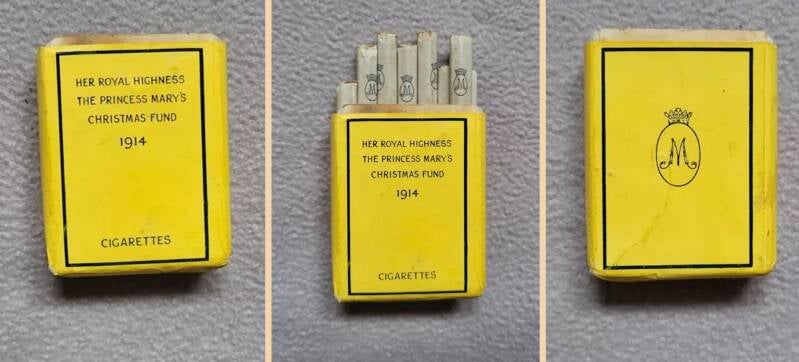 HER ROYAL HIGHNESS
THE PRINCESS MARY'S
CHRISTMAS FUND
1914
CIGARETTES
M
M
M
M
M
HER ROYAL HIGHNESS
THE PRINCESS MARY'S
CHRISTMAS FUND
1914
CIGARETTES
M